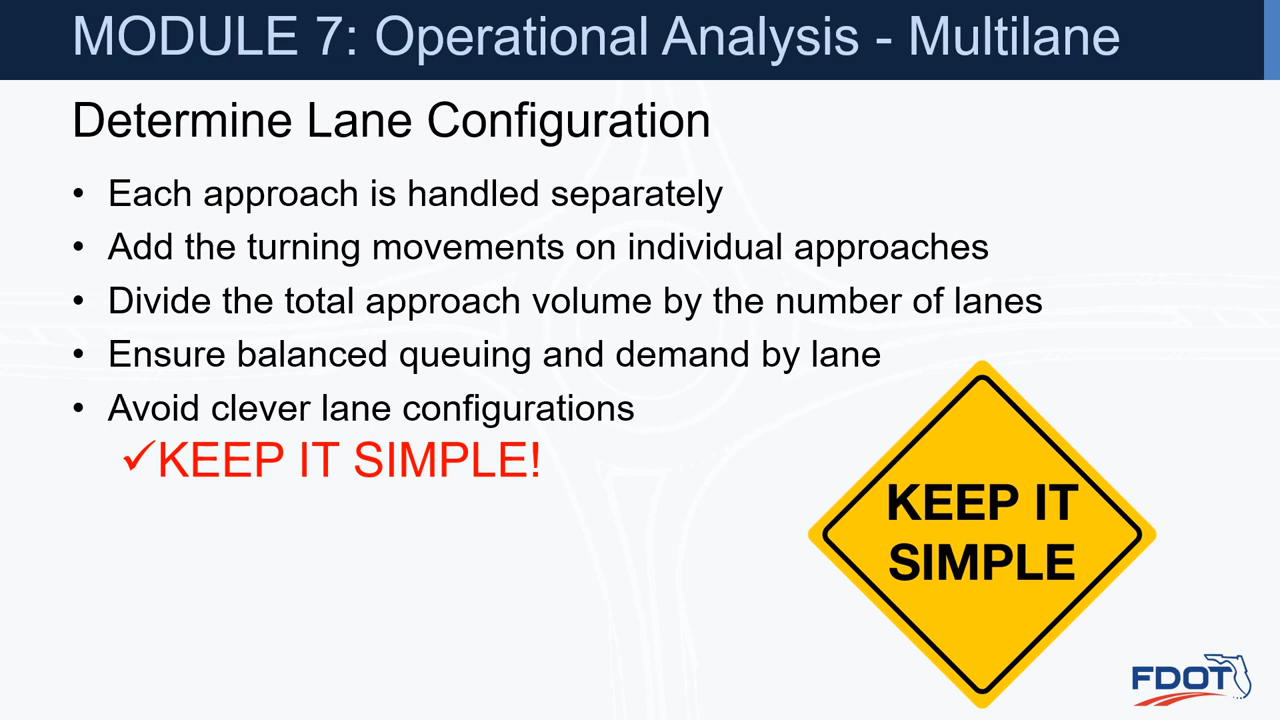 MODULE 7: Operational Analysis - Multilane
Determine Lane Configuration
• Each approach is handled separately
• Add the turning movements on individual approaches
• Divide the total approach volume by the number of lanes
• Ensure balanced queuing and demand by lane
• Avoid clever lane configurations
✓KEEP IT SIMPLE!
KEEP IT
SIMPLE
FDOT